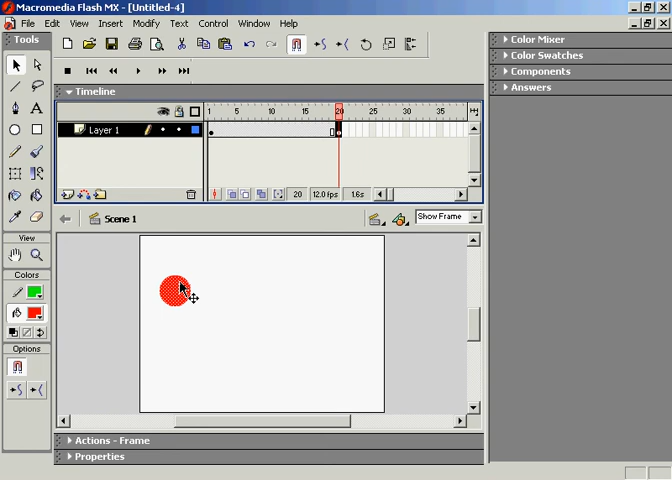 Macromedia Flash MX - [Untitled-4]
File Edit View Insert Modify Text Control Window Help
Tools
Color Mixer
Color Swatches
Components
Answers
Timeline
1 5 10 15 20 25 30 35
Layer 1
20 12.0 fps 1.6s
Scene 1
Show Frame
A
View
Colors
Options
Actions - Frame
Properties